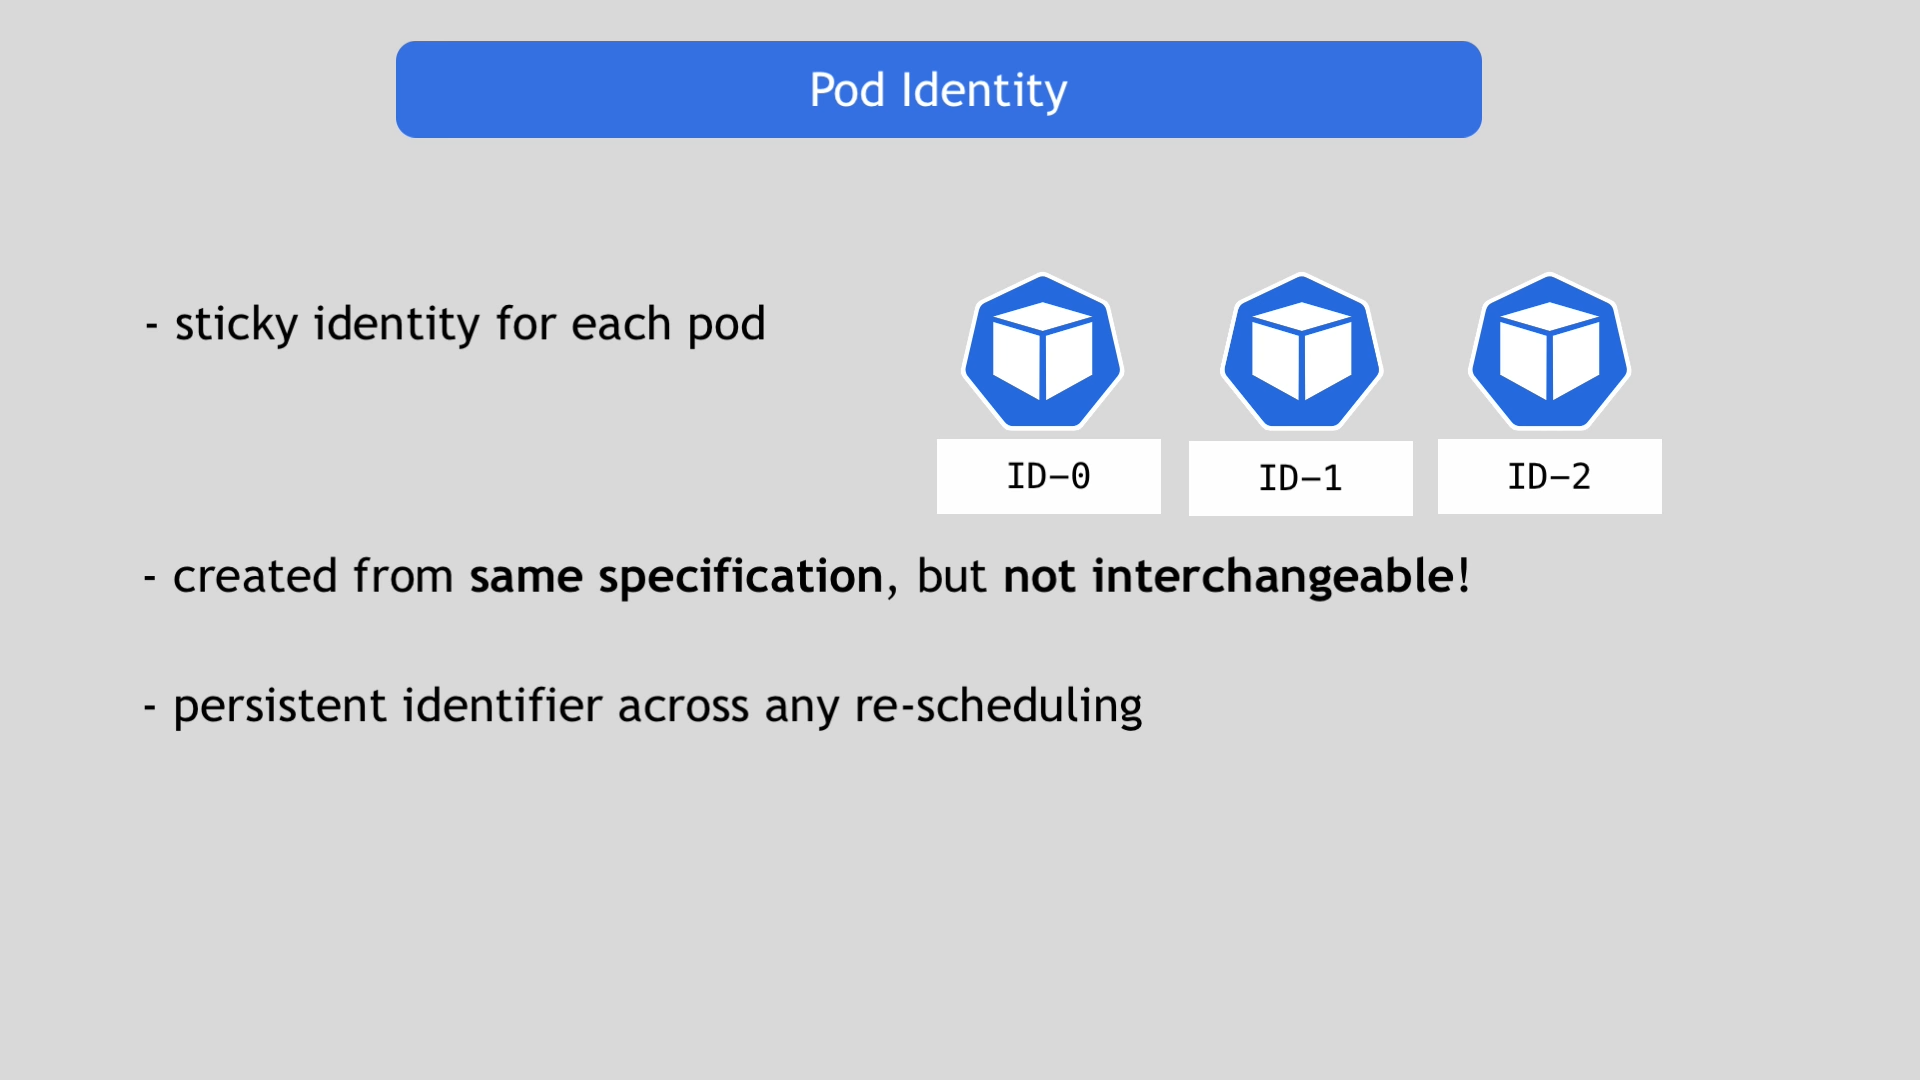 Pod Identity
- sticky identity for each pod
ID-0
ID-1
ID-2
- created from same specification, but not interchangeable!
- persistent identifier across any re-scheduling